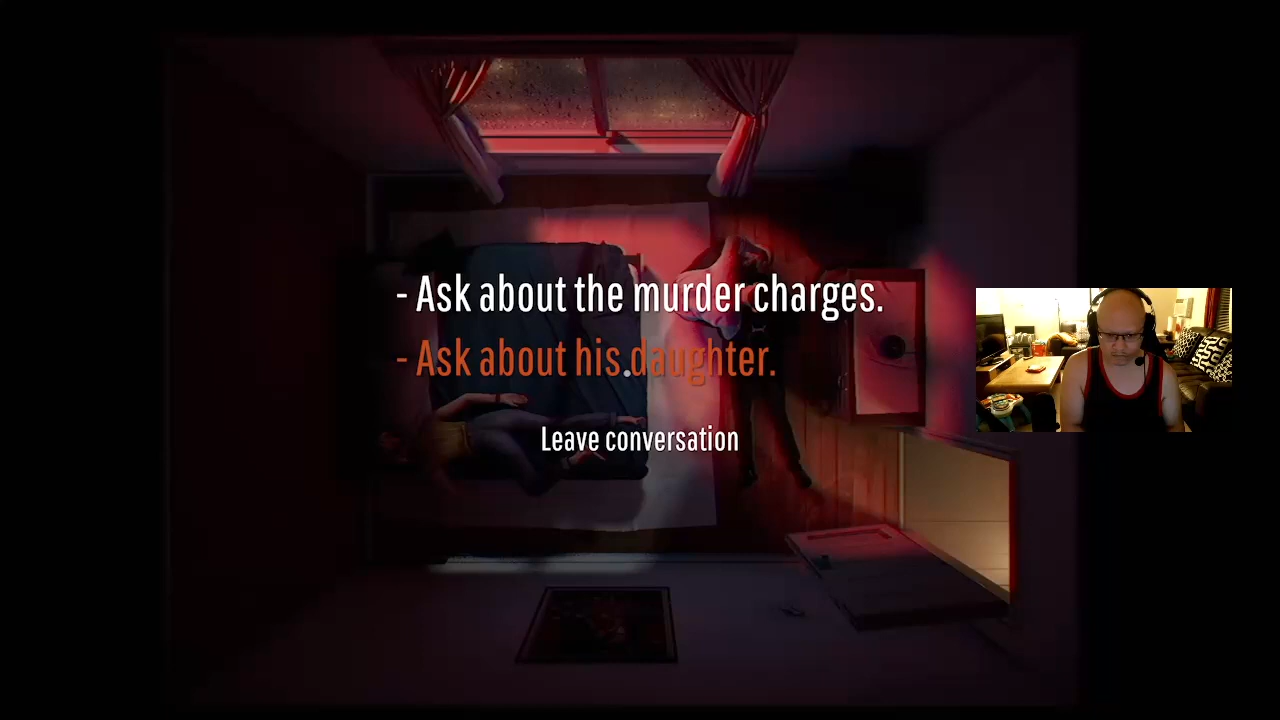 - Ask about the murder charges.
- Ask about his daughter.
Leave conversation